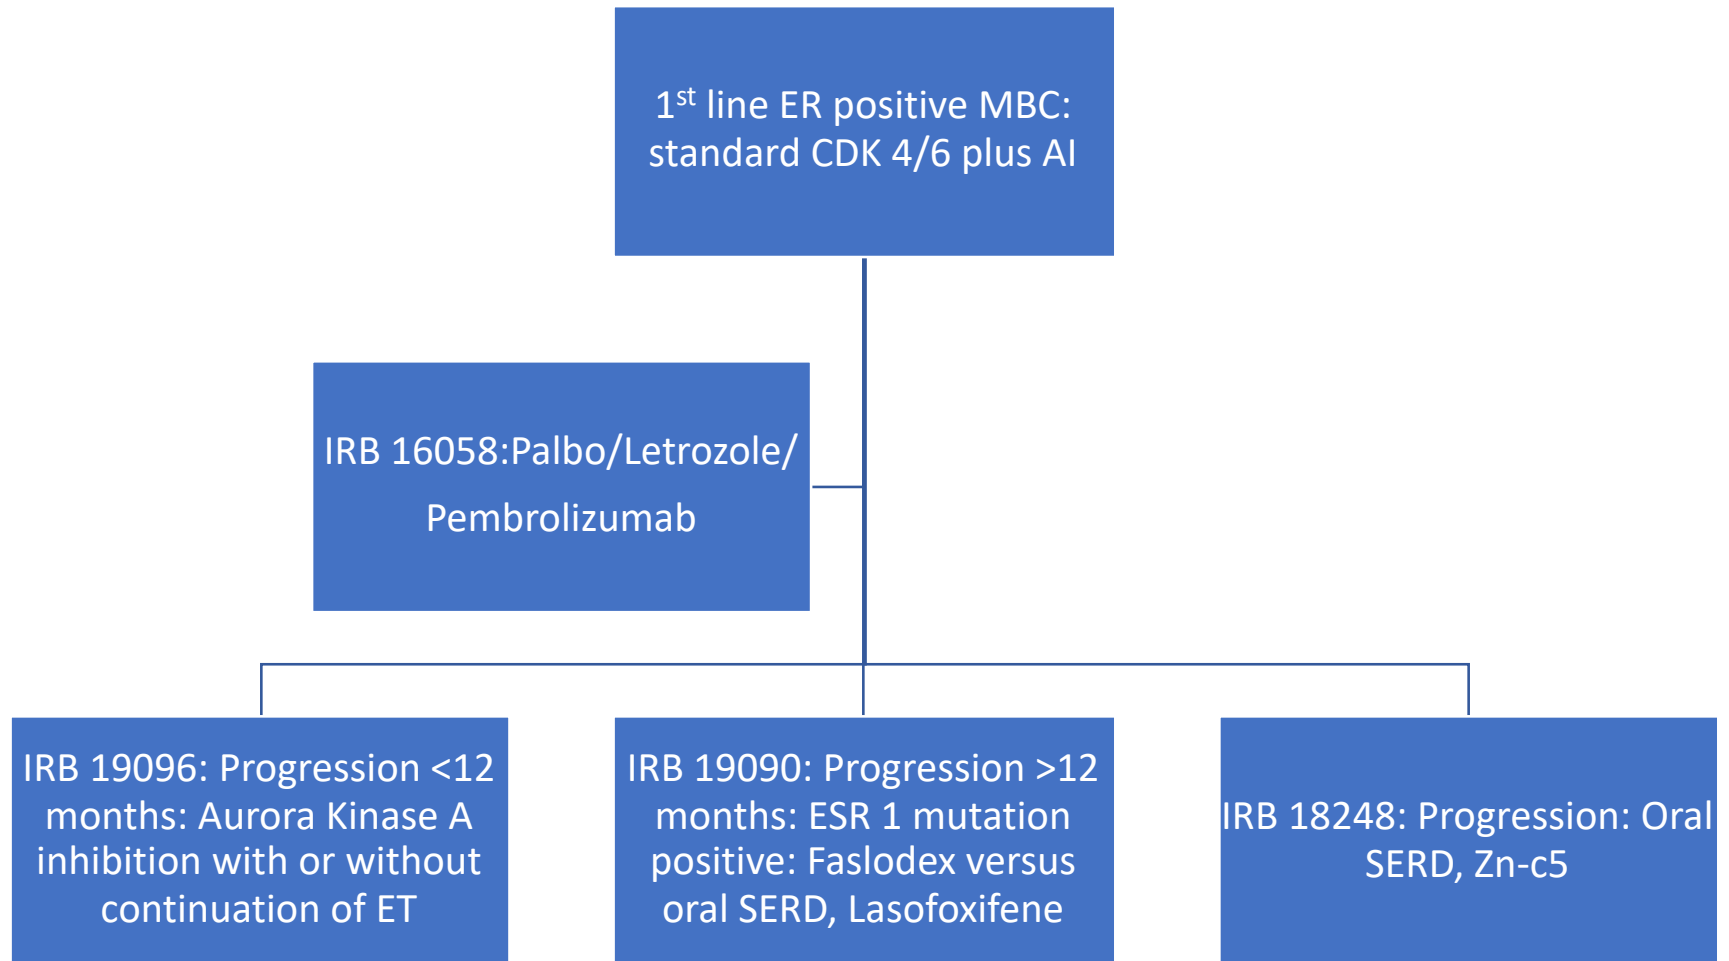 1st line ER positive MBC:
standard CDK 4/6 plus AI
IRB 16058:Palbo/Letrozole/
Pembrolizumab
IRB 19096: Progression <12
months: Aurora Kinase A
inhibition with or without
continuation of ET
IRB 19090: Progression >12
months: ESR 1 mutation
positive: Faslodex versus
oral SERD, Lasofoxifene
IRB 18248: Progression: Oral
SERD, Zn-c5